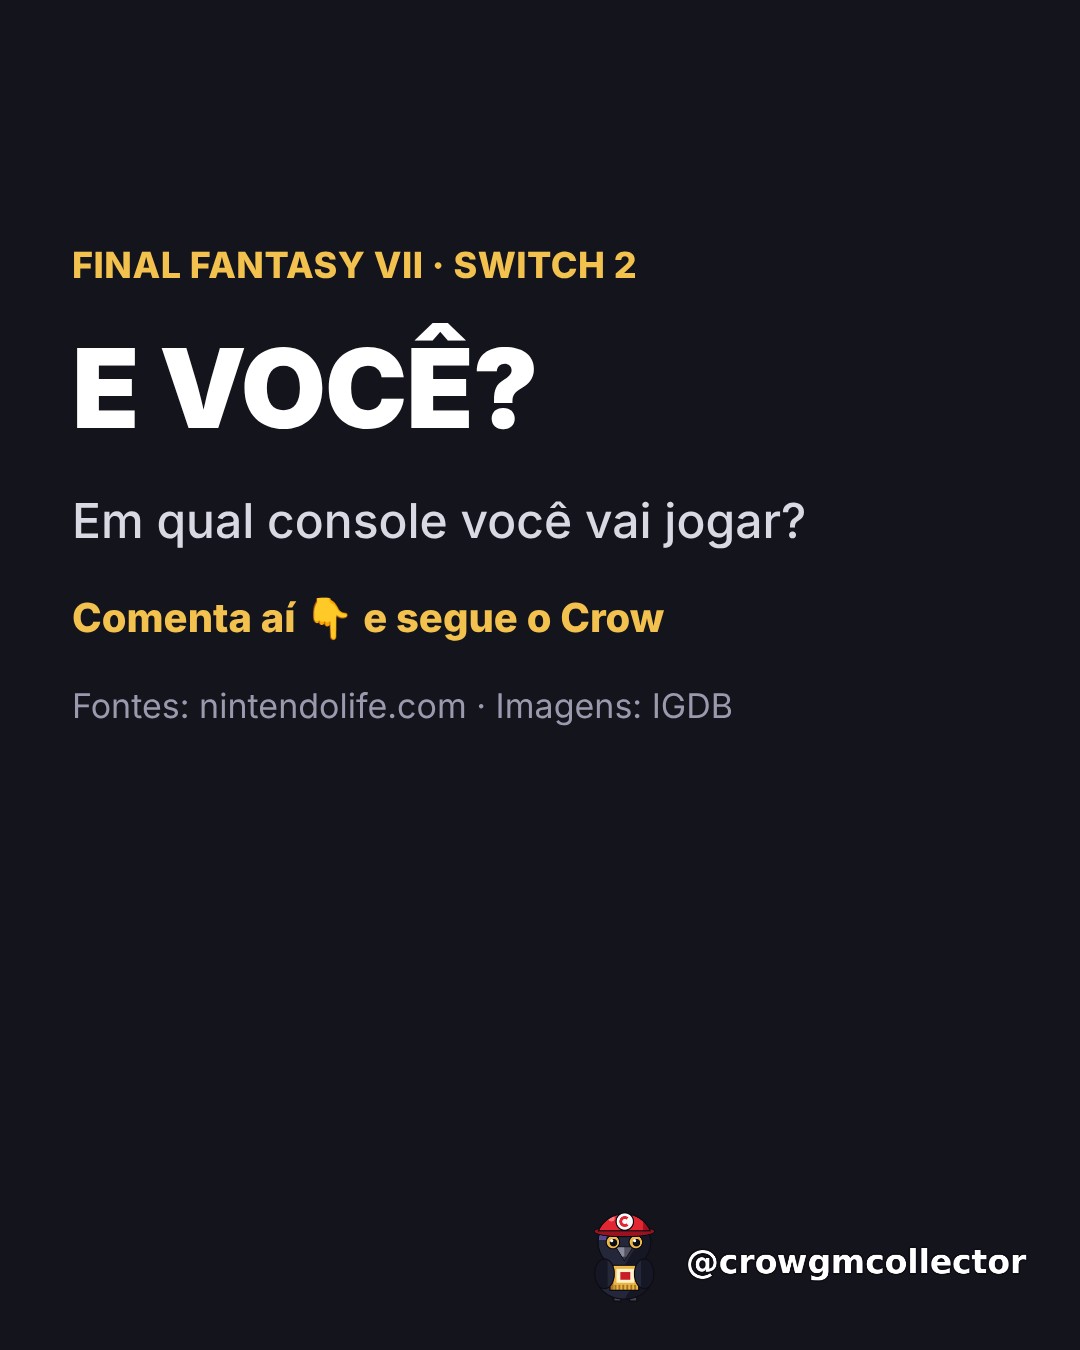 FINAL FANTASY VII · SWITCH 2
E VOCÊ?
Em qual console você vai jogar?
Comenta aí 👇 e segue o Crow
Fontes: nintendolife.com · Imagens: IGDB
C
@crowgmcollector